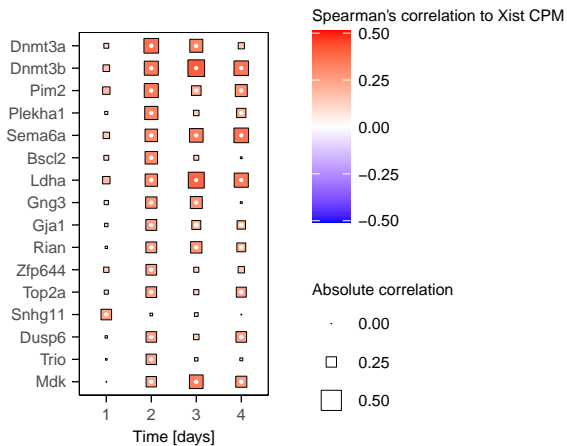 Spearman's correlation to Xist CPM
0.50
0.25
0.00
−0.25
−0.50
Absolute correlation
0.00
0.25
0.50
Dnmt3a
Dnmt3b
Pim2
Plekha1
Sema6a
Bscl2
Ldha
Gng3
Gja1
Rian
Zfp644
Top2a
Snhg11
Dusp6
Trio
Mdk
1 2 3 4
Time [days]